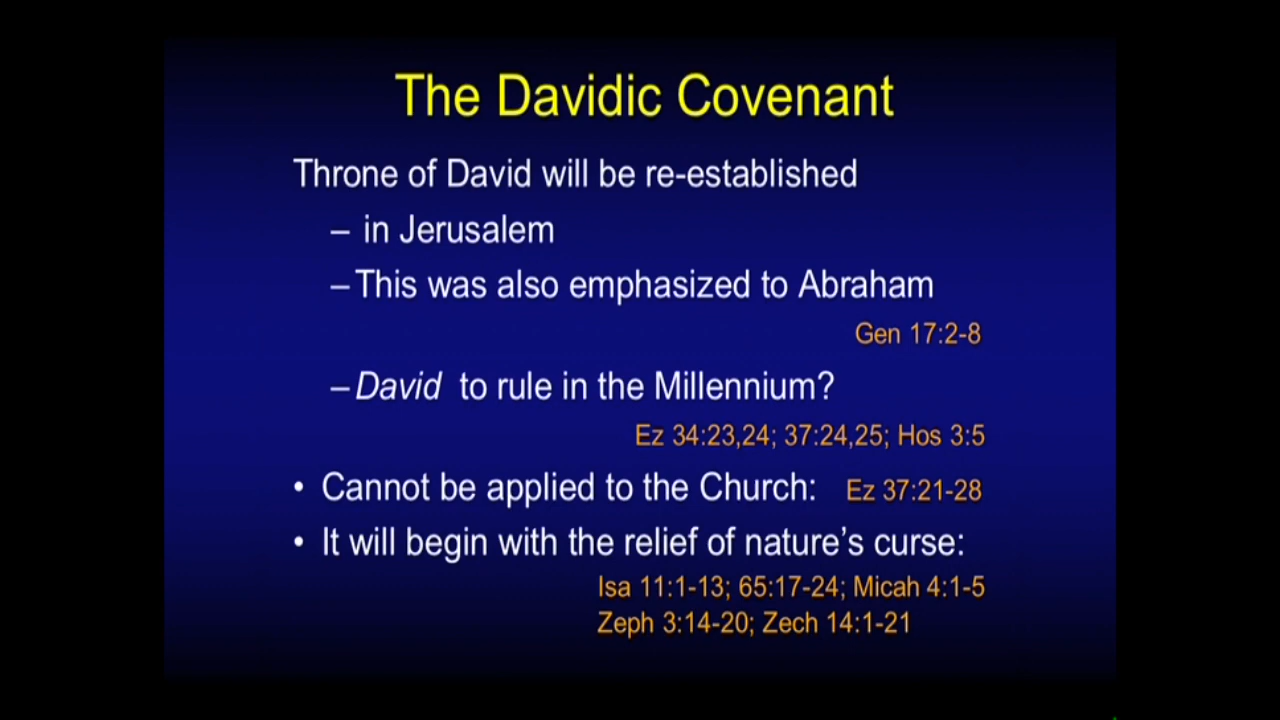 The Davidic Covenant
Throne of David will be re-established
– in Jerusalem
– This was also emphasized to Abraham
Gen 17:2-8
– David to rule in the Millennium?
Ez 34:23,24; 37:24,25; Hos 3:5
• Cannot be applied to the Church: Ez 37:21-28
• It will begin with the relief of nature’s curse:
Isa 11:1-13; 65:17-24; Micah 4:1-5
Zeph 3:14-20; Zech 14:1-21